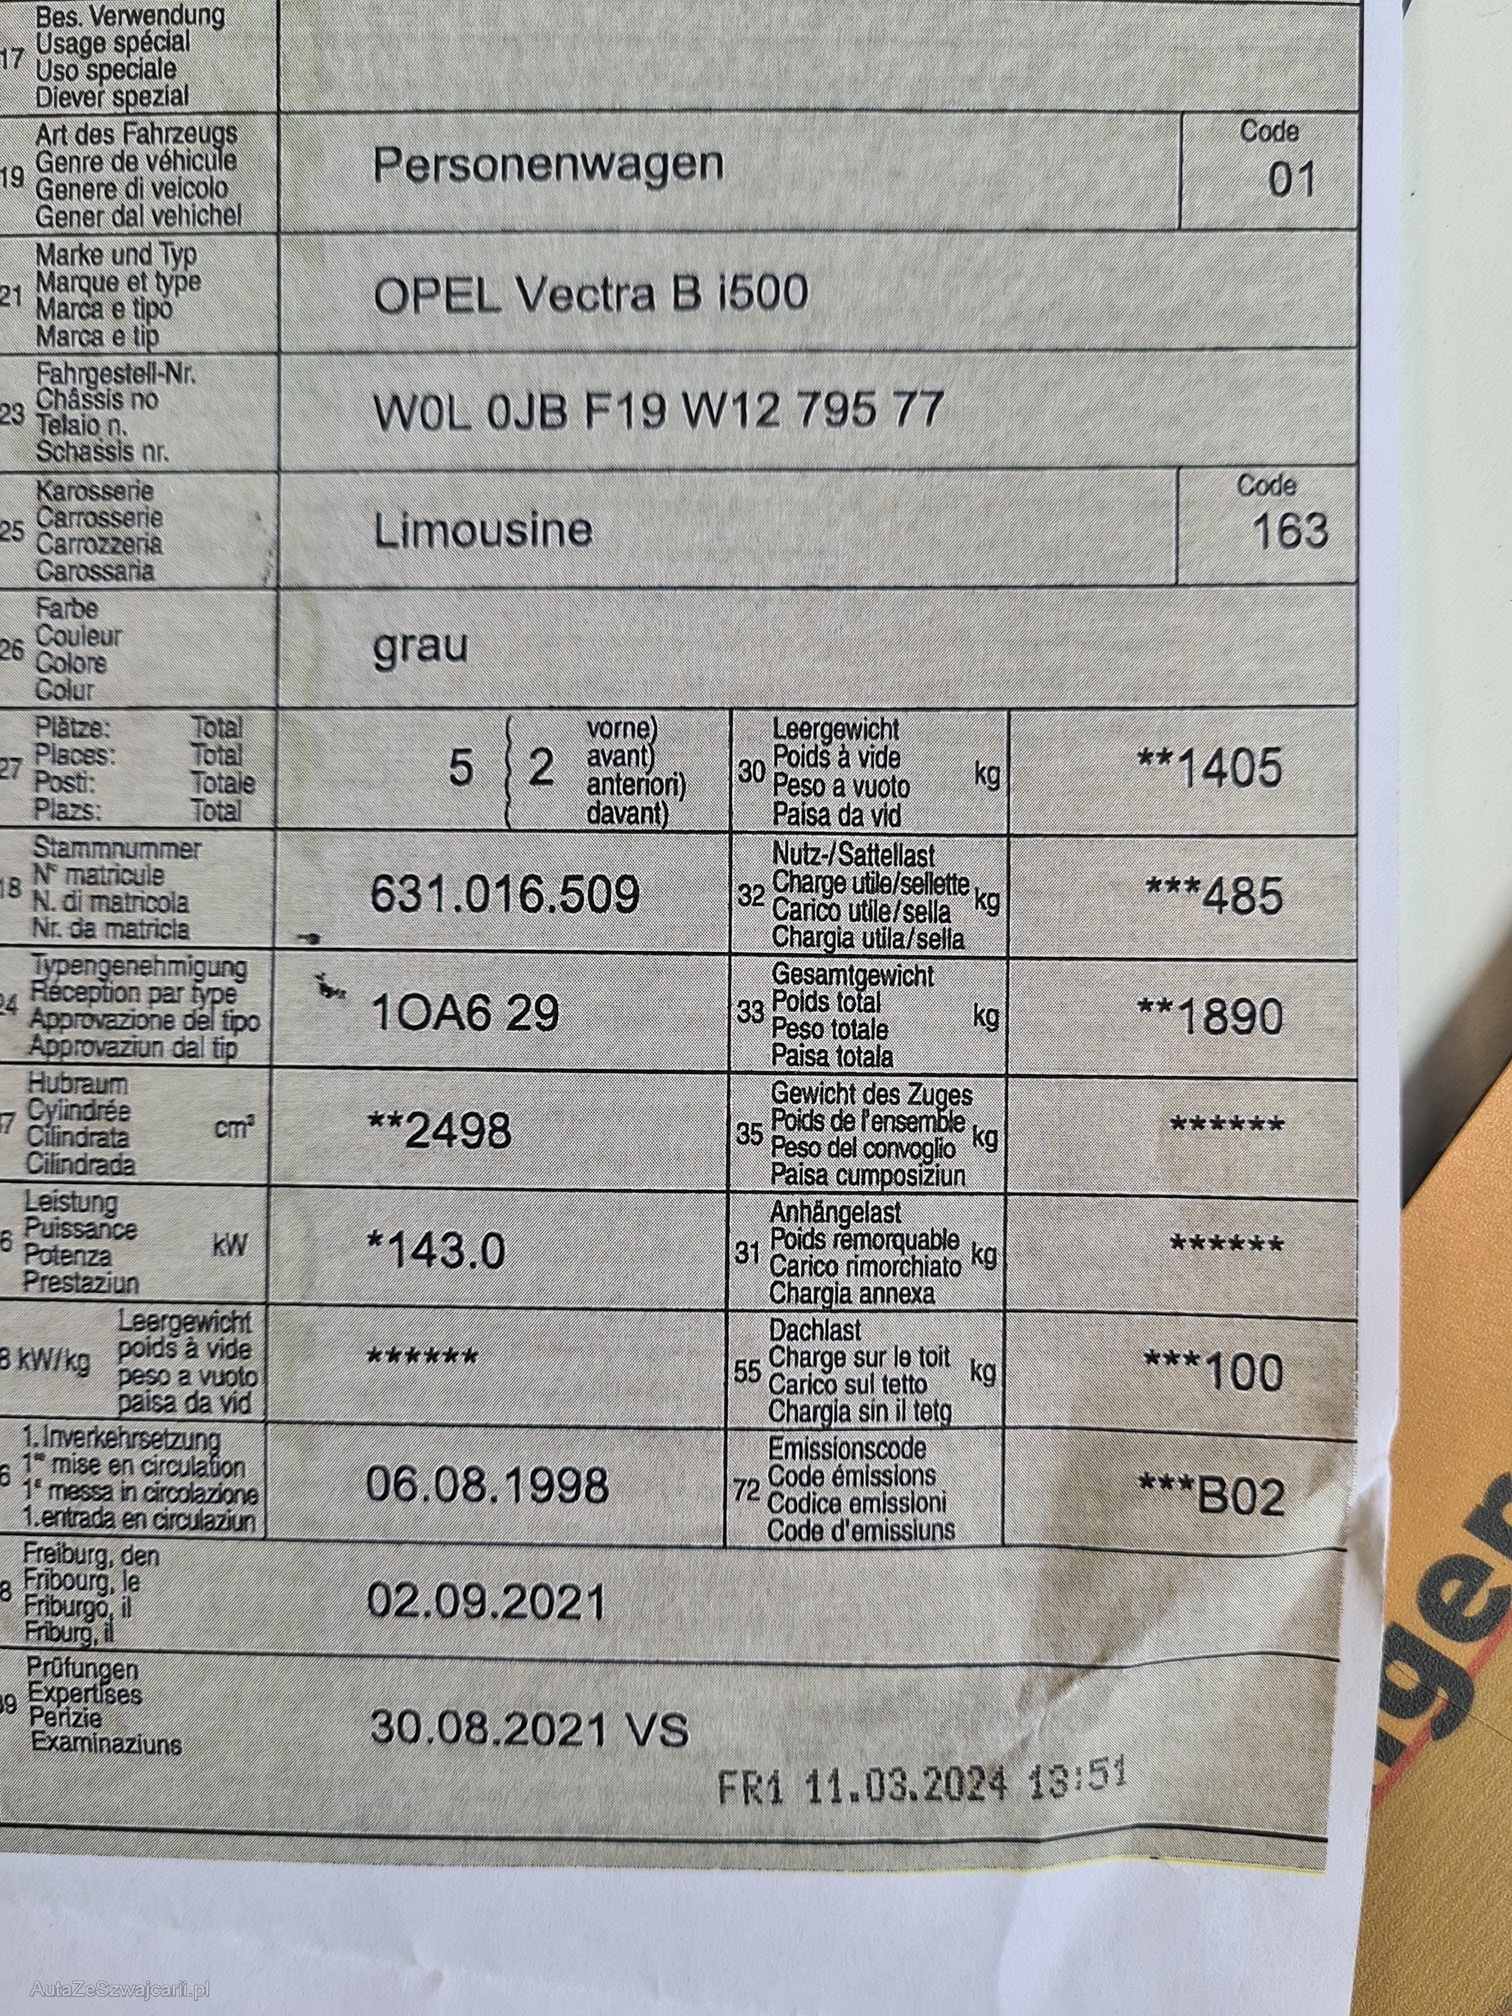 Bes. Verwendung
17 Usage spécial
Uso speciale
Diever spezial
Art des Fahrzeugs
19 Genre de véhicule
Genere di veicolo
Gener dal vehichel
Personenwagen
Code
01
Marke und Typ
21 Marque et type
Marca e tipo
Marca e tip
OPEL Vectra B i500
Fahrgestell-Nr.
23 Châssis no
Telaio n.
Schassis nr.
W0L 0JB F19 W12 795 77
Karosserie
25 Carrosserie
Carrozzeria
Carossaria
Limousine
Code
163
Farbe
26 Couleur
Colore
Colur
grau
Plätze: Total
27 Places: Total
Posti: Totale
Plazs: Total
5 { 2
vorne)
avant)
anteriori)
davant)
Leergewicht
30 Poids à vide
Peso a vuoto kg
Paisa da vid
**1405
Stammnummer
18 N° matricule
N. di matricola
Nr. da matricla
631.016.509
Nutz-/Sattellast
32 Charge utile/sellette kg
Carico utile/sella
Chargia utila/sella
***485
Typengenehmigung
24 Réception par type
Approvazione del tipo
Approvaziun dal tip
1OA6 29
Gesamtgewicht
33 Poids total kg
Peso totale
Paisa totala
**1890
Hubraum
7 Cylindrée cm³
Cilindrata
Cilindrada
**2498
Gewicht des Zuges
35 Poids de l'ensemble kg
Peso del convoglio
Paisa cumposiziun
******
Leistung
6 Puissance kW
Potenza
Prestaziun
*143.0
Anhängelast
31 Poids remorquable kg
Carico rimorchiato
Chargia annexa
******
Leergewicht
8 kW/kg poids à vide
peso a vuoto
paisa da vid
******
Dachlast
55 Charge sur le toit kg
Carico sul tetto
Chargia sin il tetg
***100
1. Inverkehrsetzung
6 1re mise en circulation
1a messa in circolazione
1. entrada en circulaziun
06.08.1998
Emissionscode
72 Code émissions
Codice emissioni
Code d'emissiuns
***B02
Freiburg, den
8 Fribourg, le
Friburgo, il
Friburg, il
02.09.2021
Prüfungen
39 Expertises
Perizie
Examinaziuns
30.08.2021 VS
FR1 11.03.2024 13:51
AutaZeSzwajcarii.pl